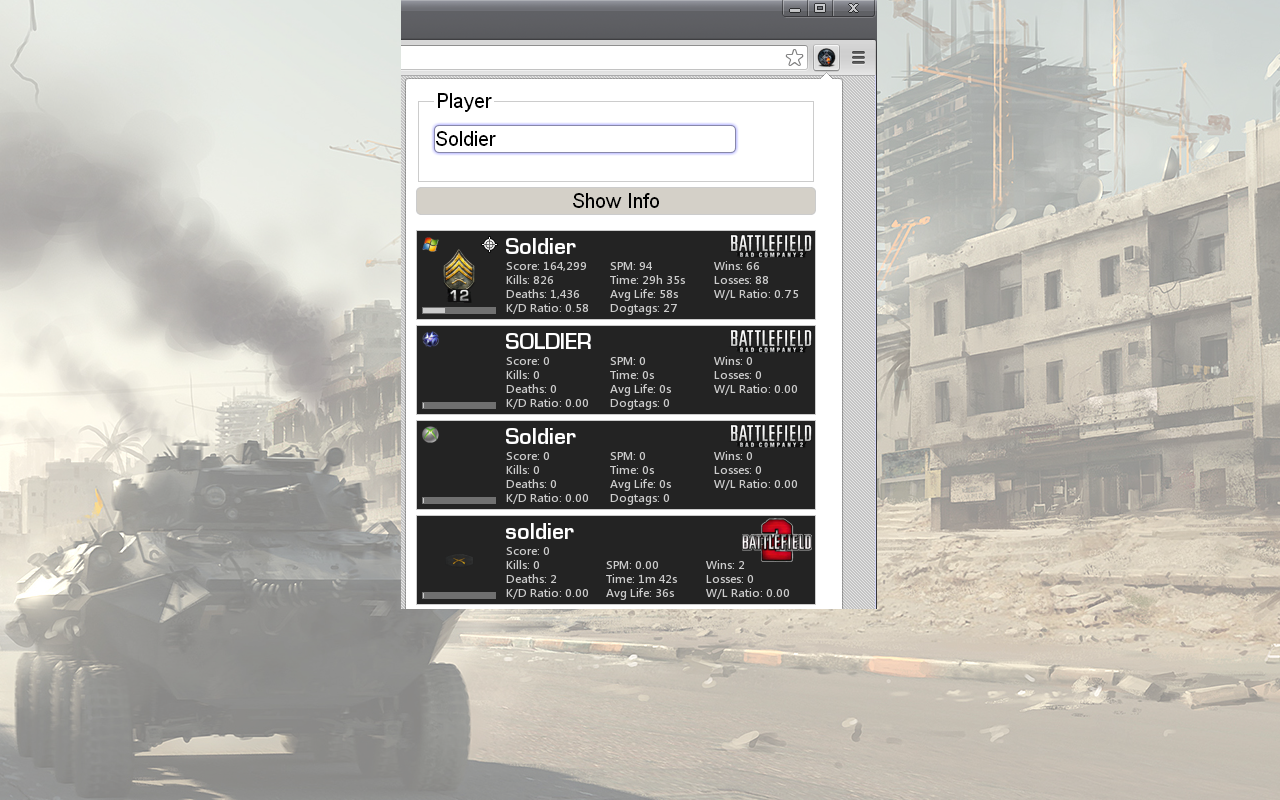 Player
Soldier
Show Info
Soldier
BATTLEFIELD
BAD COMPANY 2
Score: 164,299 SPM: 94 Wins: 66
Kills: 826 Time: 29h 35s Losses: 88
Deaths: 1,436 Avg Life: 58s W/L Ratio: 0.75
12
K/D Ratio: 0.58 Dogtags: 27
SOLDIER
BATTLEFIELD
BAD COMPANY 2
Score: 0 SPM: 0 Wins: 0
Kills: 0 Time: 0s Losses: 0
Deaths: 0 Avg Life: 0s W/L Ratio: 0.00
K/D Ratio: 0.00 Dogtags: 0
Soldier
BATTLEFIELD
BAD COMPANY 2
Score: 0 SPM: 0 Wins: 0
Kills: 0 Time: 0s Losses: 0
Deaths: 0 Avg Life: 0s W/L Ratio: 0.00
K/D Ratio: 0.00 Dogtags: 0
soldier
BATTLEFIELD
2
Score: 0
Kills: 0 SPM: 0.00 Wins: 2
Deaths: 2 Time: 1m 42s Losses: 0
K/D Ratio: 0.00 Avg Life: 36s W/L Ratio: 0.00